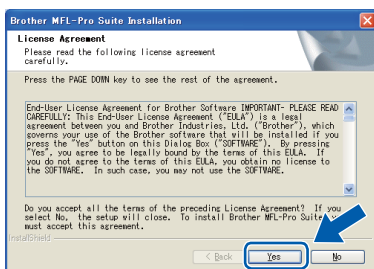 Brother MFL-Pro Suite Installation
License Agreement
Please read the following license agreement
carefully.
Press the PAGE DOWN key to see the rest of the agreement.
End-User License Agreement for Brother Software IMPORTANT- PLEASE READ
CAREFULLY: This End-User License Agreement ("EULA") is a legal
agreement between you and Brother Industries, Ltd. ("Brother"), which
governs your use of the Brother software that will be installed if you
press the "Yes" button on this Dialog Box ("SOFTWARE"). By pressing
"Yes", you agree to be legally bound by the terms of this EULA. If
you do not agree to the terms of this EULA, you obtain no license to
the SOFTWARE. In such case, you may not use the SOFTWARE.
Do you accept all the terms of the preceding License Agreement? If you
select No, the setup will close. To install Brother MFL-Pro Suite, you
must accept this agreement.
InstallShield
< Back Yes No